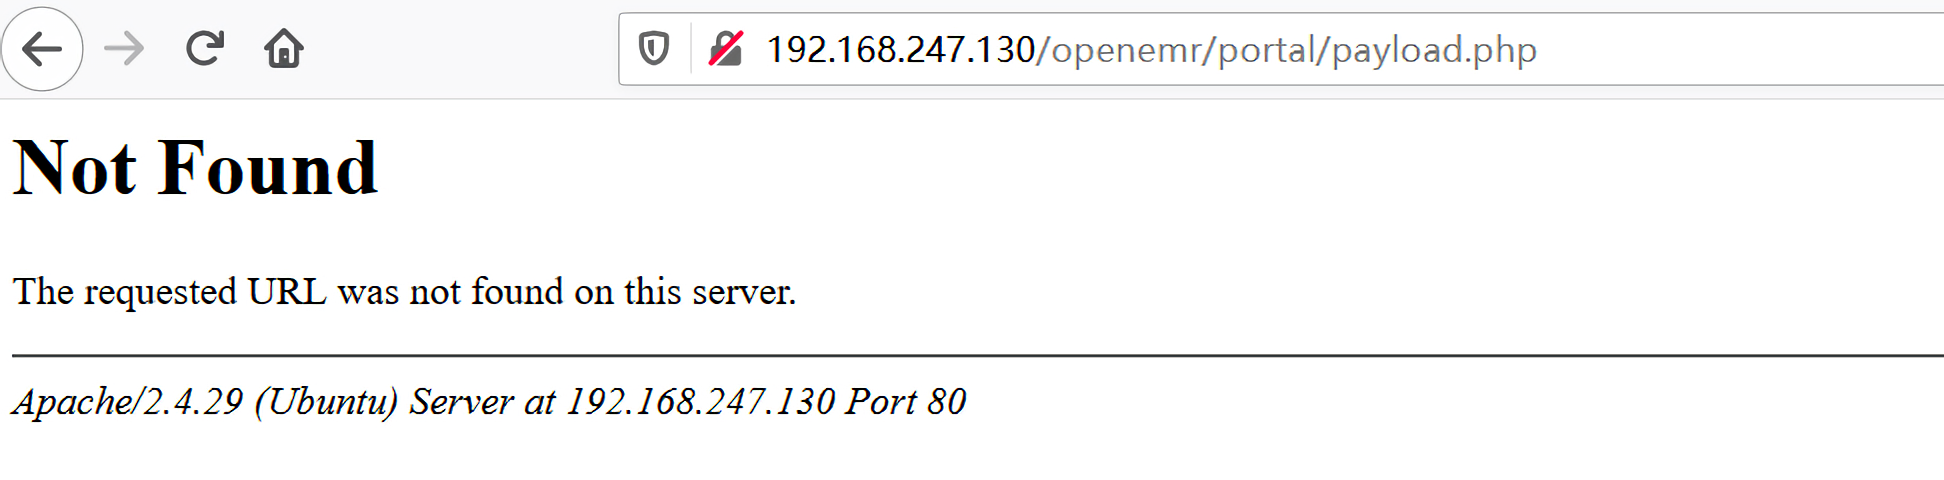 192.168.247.130/openemr/portal/payload.php
Not Found
The requested URL was not found on this server.
Apache/2.4.29 (Ubuntu) Server at 192.168.247.130 Port 80